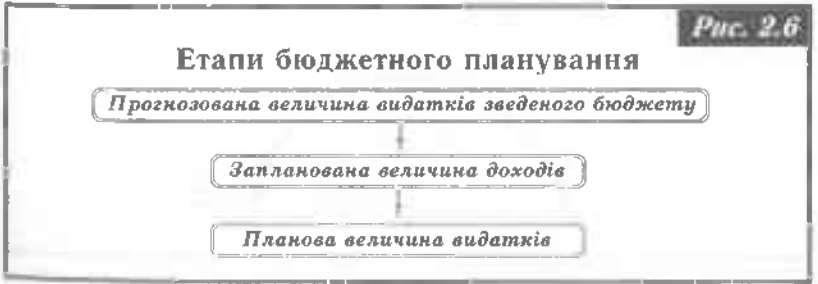 Рис. 2.6
Етапи бюджетного планування
Прогнозована величина видатків зведеного бюджету
Запланована величина доходів
Планова величина видатків